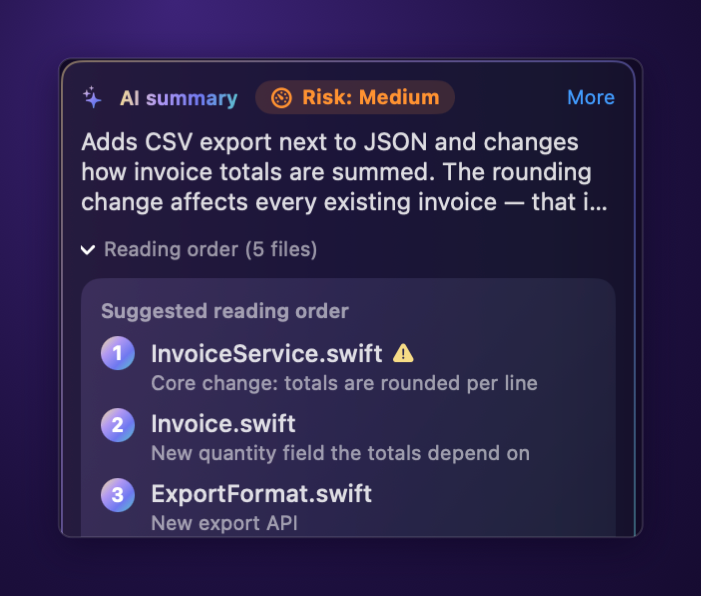 AI summary
Risk: Medium
More
Adds CSV export next to JSON and changes
how invoice totals are summed. The rounding
change affects every existing invoice — that i...
Reading order (5 files)
Suggested reading order
1 InvoiceService.swift
Core change: totals are rounded per line
2 Invoice.swift
New quantity field the totals depend on
3 ExportFormat.swift
New export API